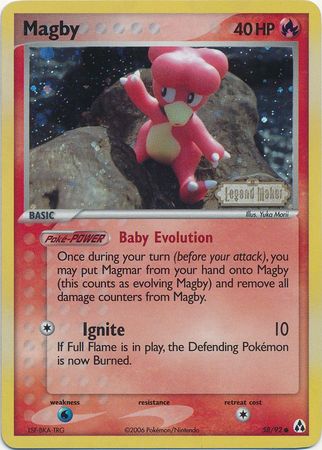 Magby 40 HP
Legend Maker
BASIC Illus. Yuka Morii
Poké-POWER Baby Evolution
Once during your turn (before your attack), you
may put Magmar from your hand onto Magby
(this counts as evolving Magby) and remove all
damage counters from Magby.
Ignite 10
If Full Flame is in play, the Defending Pokémon
is now Burned.
weakness resistance retreat cost
LST-BKA-TRG ©2006 Pokémon/Nintendo 58/92